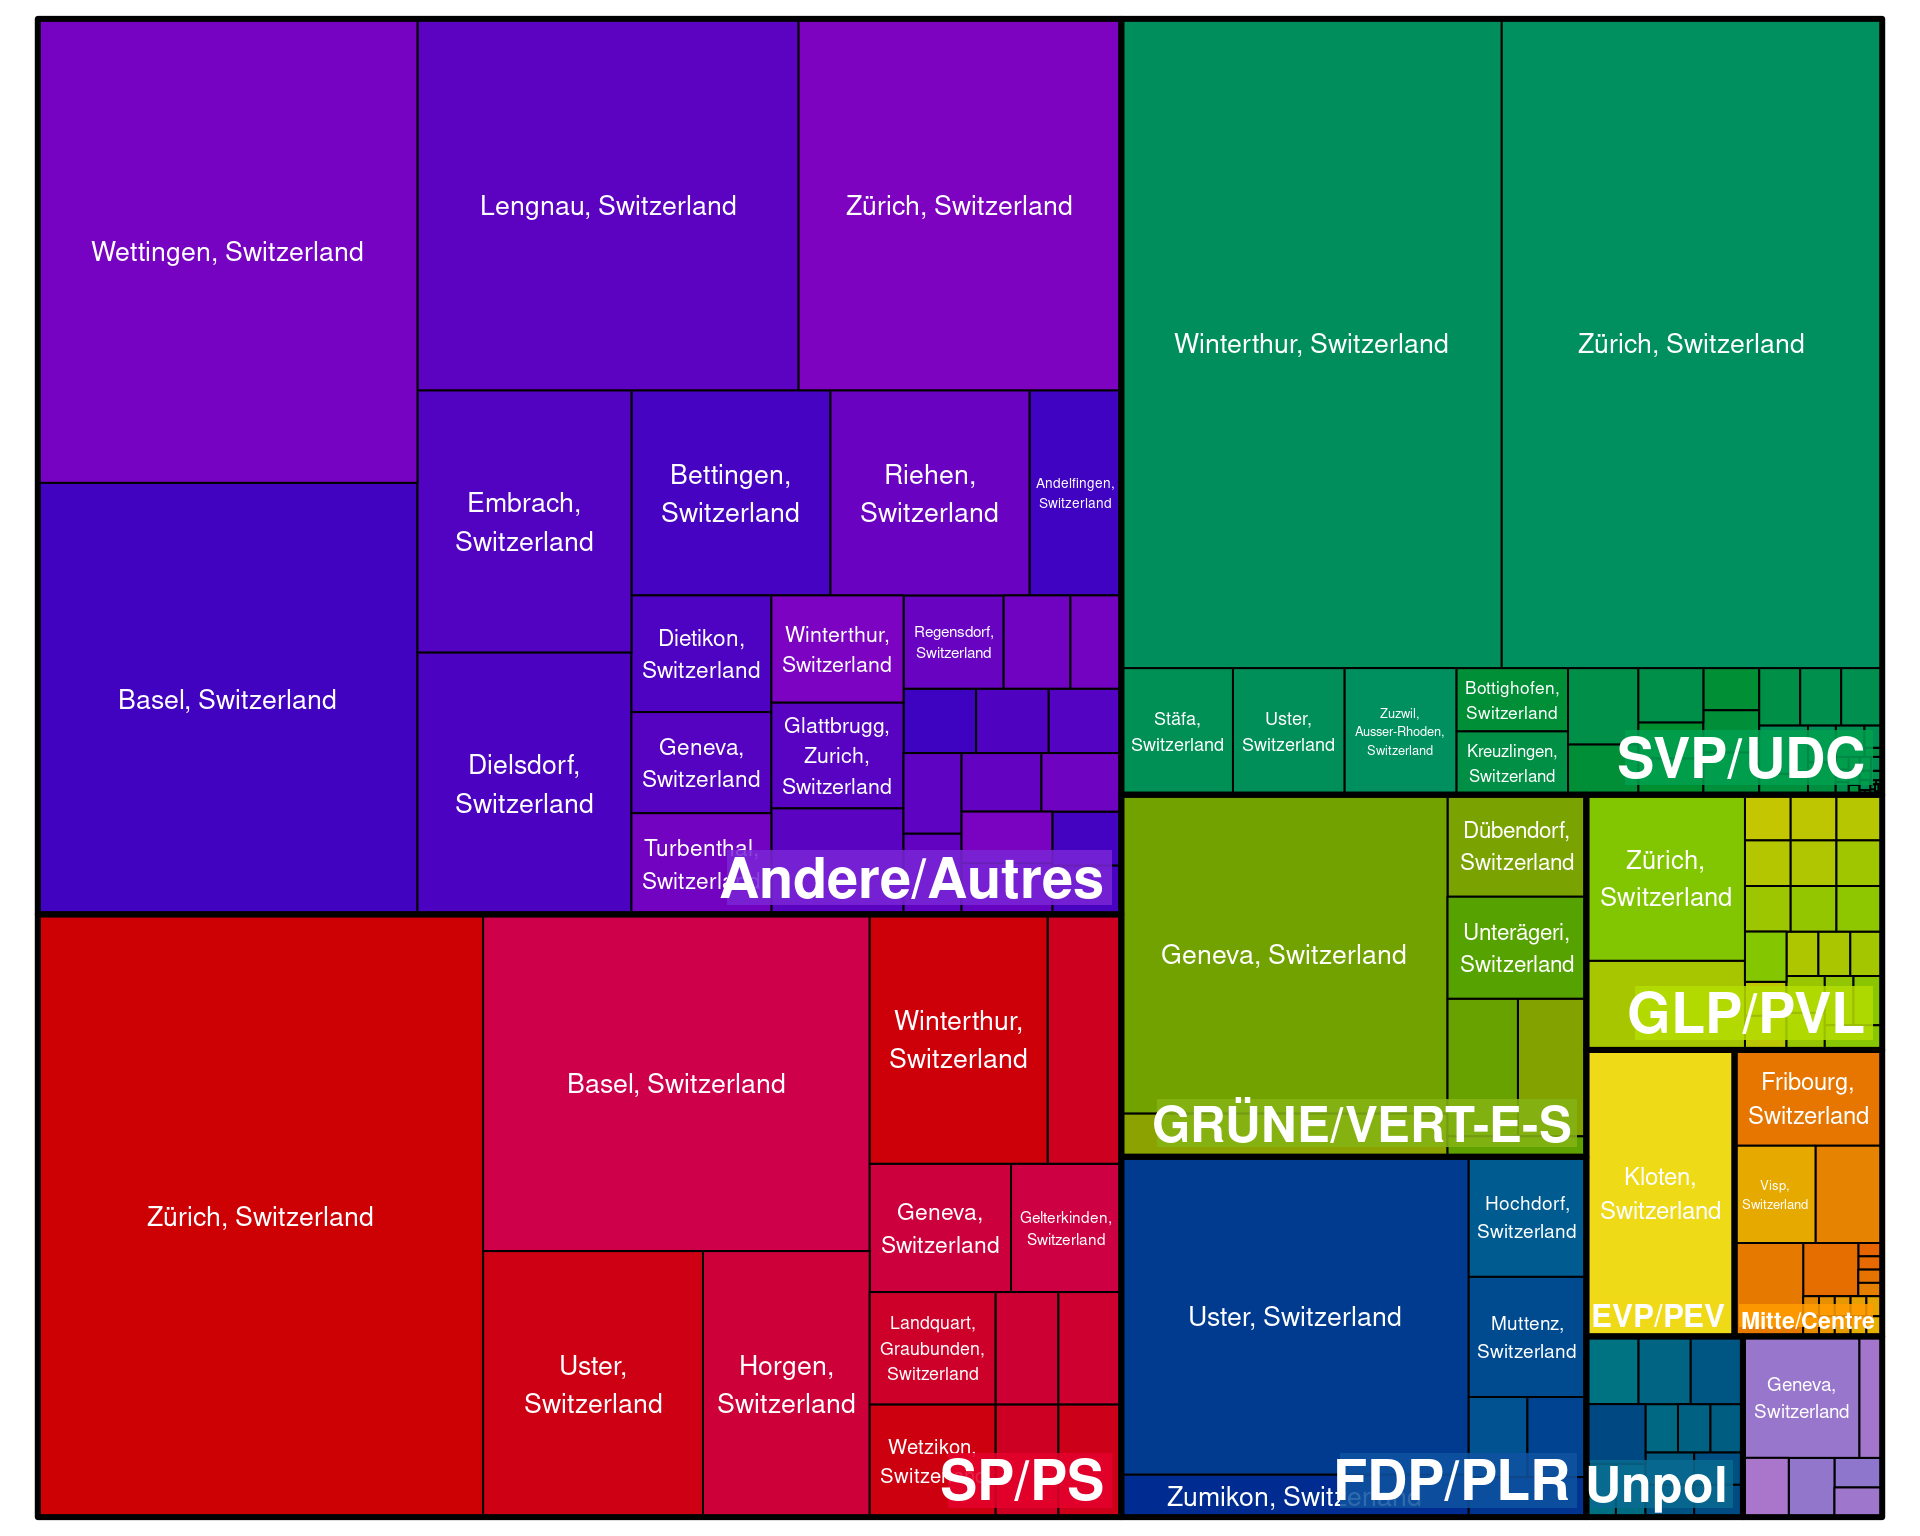 Wettingen, Switzerland
Lengnau, Switzerland
Zürich, Switzerland
Basel, Switzerland
Embrach,
Switzerland
Bettingen,
Switzerland
Riehen,
Switzerland
Andelfingen,
Switzerland
Dielsdorf,
Switzerland
Dietikon,
Switzerland
Winterthur,
Switzerland
Regensdorf,
Switzerland
Geneva,
Switzerland
Glattbrugg,
Zurich,
Switzerland
Turbenthal,
Switzerland
Andere/Autres
Winterthur, Switzerland
Zürich, Switzerland
Stäfa,
Switzerland
Uster,
Switzerland
Zuzwil,
Ausser-Rhoden,
Switzerland
Bottighofen,
Switzerland
Kreuzlingen,
Switzerland
SVP/UDC
Zürich, Switzerland
Basel, Switzerland
Winterthur,
Switzerland
Uster,
Switzerland
Horgen,
Switzerland
Geneva,
Switzerland
Gelterkinden,
Switzerland
Landquart,
Graubunden,
Switzerland
Wetzikon,
Switzerland
SP/PS
Geneva, Switzerland
Dübendorf,
Switzerland
Unterägeri,
Switzerland
GRÜNE/VERT-E-S
Zürich,
Switzerland
GLP/PVL
Uster, Switzerland
Hochdorf,
Switzerland
Muttenz,
Switzerland
Zumikon, Switzerland
FDP/PLR
Kloten,
Switzerland
EVP/PEV
Fribourg,
Switzerland
Visp,
Switzerland
Mitte/Centre
Unpol
Geneva,
Switzerland